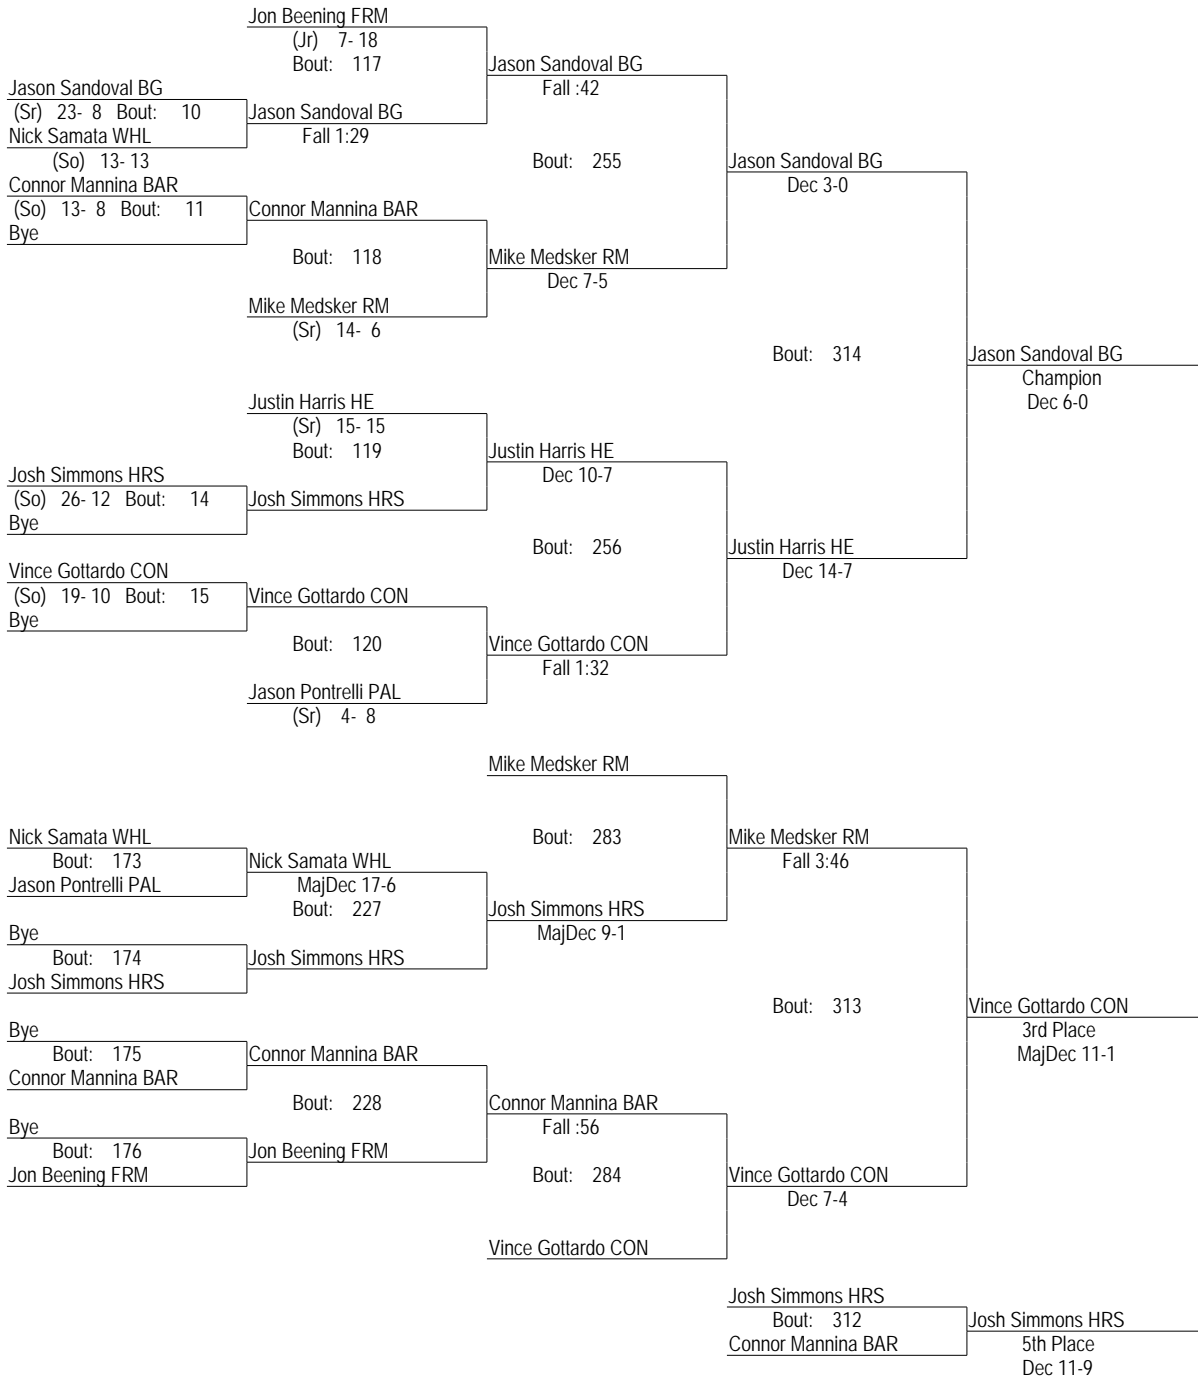 Jon Beening FRM
(Jr) 7- 18
Bout: 117
Jason Sandoval BG
Fall :42
Jason Sandoval BG
(Sr) 23- 8 Bout: 10
Jason Sandoval BG
Fall 1:29
Nick Samata WHL
(So) 13- 13
Bout: 255
Jason Sandoval BG
Dec 3-0
Connor Mannina BAR
(So) 13- 8 Bout: 11
Connor Mannina BAR
Bye
Bout: 118
Mike Medsker RM
Dec 7-5
Mike Medsker RM
(Sr) 14- 6
Bout: 314
Jason Sandoval BG
Champion
Dec 6-0
Justin Harris HE
(Sr) 15- 15
Bout: 119
Justin Harris HE
Dec 10-7
Josh Simmons HRS
(So) 26- 12 Bout: 14
Josh Simmons HRS
Bye
Bout: 256
Justin Harris HE
Dec 14-7
Vince Gottardo CON
(So) 19- 10 Bout: 15
Vince Gottardo CON
Bye
Bout: 120
Vince Gottardo CON
Fall 1:32
Jason Pontrelli PAL
(Sr) 4- 8
Mike Medsker RM
Bout: 283
Mike Medsker RM
Fall 3:46
Nick Samata WHL
Bout: 173
Nick Samata WHL
MajDec 17-6
Jason Pontrelli PAL
Bout: 227
Josh Simmons HRS
MajDec 9-1
Bye
Bout: 174
Josh Simmons HRS
Josh Simmons HRS
Bout: 313
Vince Gottardo CON
3rd Place
MajDec 11-1
Bye
Bout: 175
Connor Mannina BAR
Connor Mannina BAR
Bout: 228
Connor Mannina BAR
Fall :56
Bye
Bout: 176
Jon Beening FRM
Jon Beening FRM
Bout: 284
Vince Gottardo CON
Dec 7-4
Vince Gottardo CON
Josh Simmons HRS
Bout: 312
Josh Simmons HRS
Connor Mannina BAR
5th Place
Dec 11-9